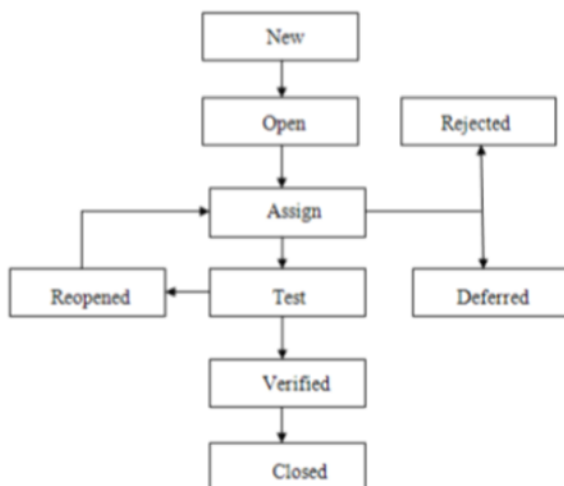 New
Open
Rejected
Assign
Reopened
Test
Deferred
Verified
Closed